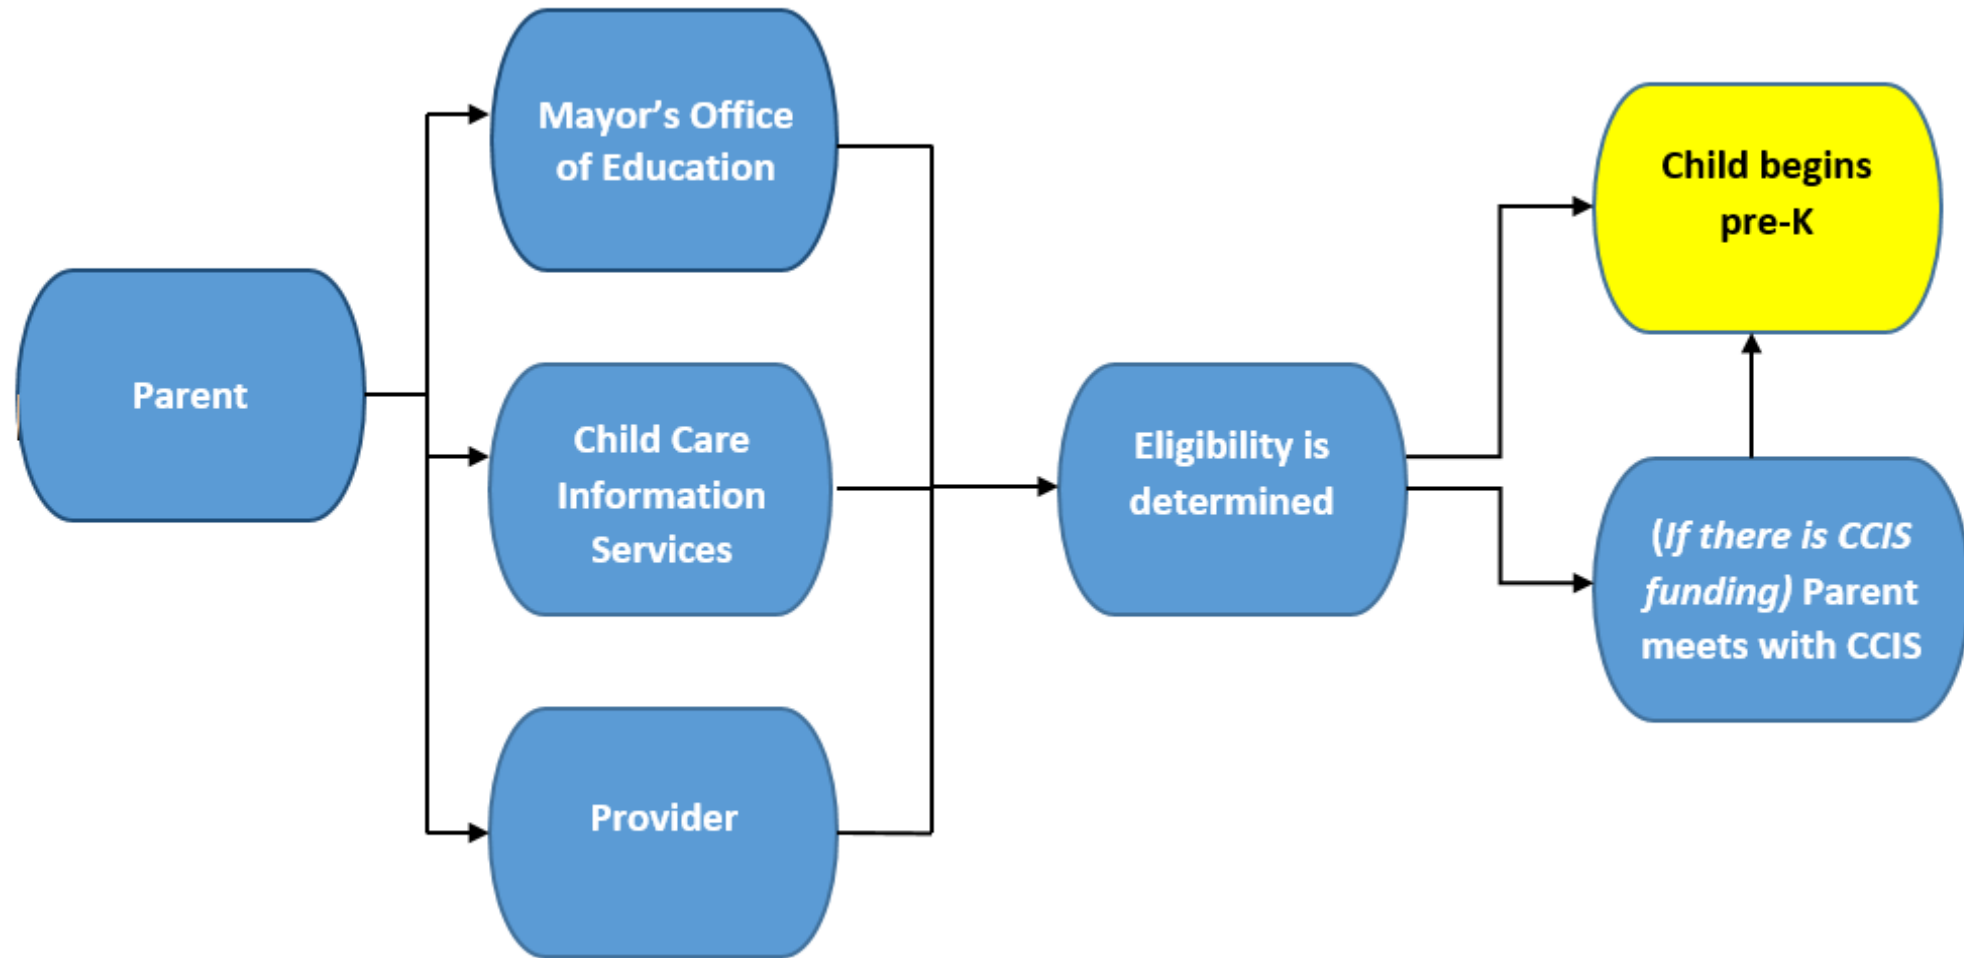 Mayor’s Office
of Education
Parent
Child Care
Information
Services
Provider
Eligibility is
determined
Child begins
pre-K
(If there is CCIS
funding) Parent
meets with CCIS